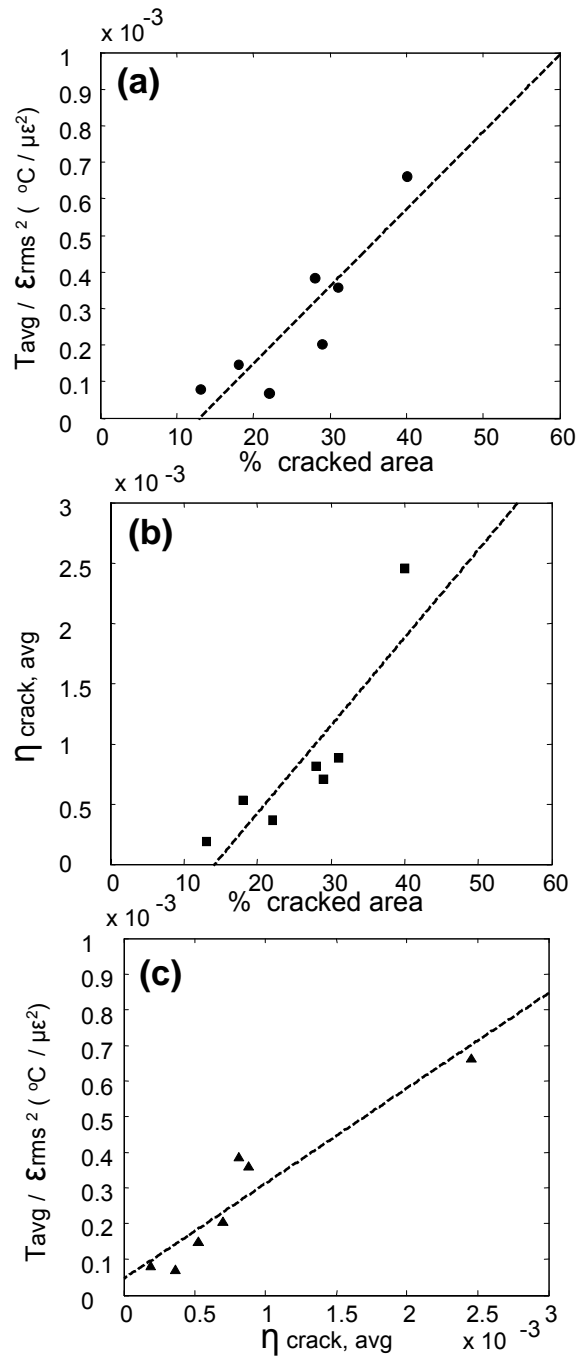 x 10 -3
(a)
1
0.9
0.8
0.7
0.6
0.5
0.4
0.3
0.2
0.1
0
Tavg / εrms ² ( °C / με²)
0 10 20 30 40 50 60
% cracked area
x 10 -3
(b)
3
2.5
2
1.5
1
0.5
0
η crack, avg
0 10 20 30 40 50 60
% cracked area
x 10 -3
(c)
1
0.9
0.8
0.7
0.6
0.5
0.4
0.3
0.2
0.1
0
Tavg / εrms ² ( °C / με²)
0 0.5 1 1.5 2 2.5 3
η crack, avg
x 10 -3